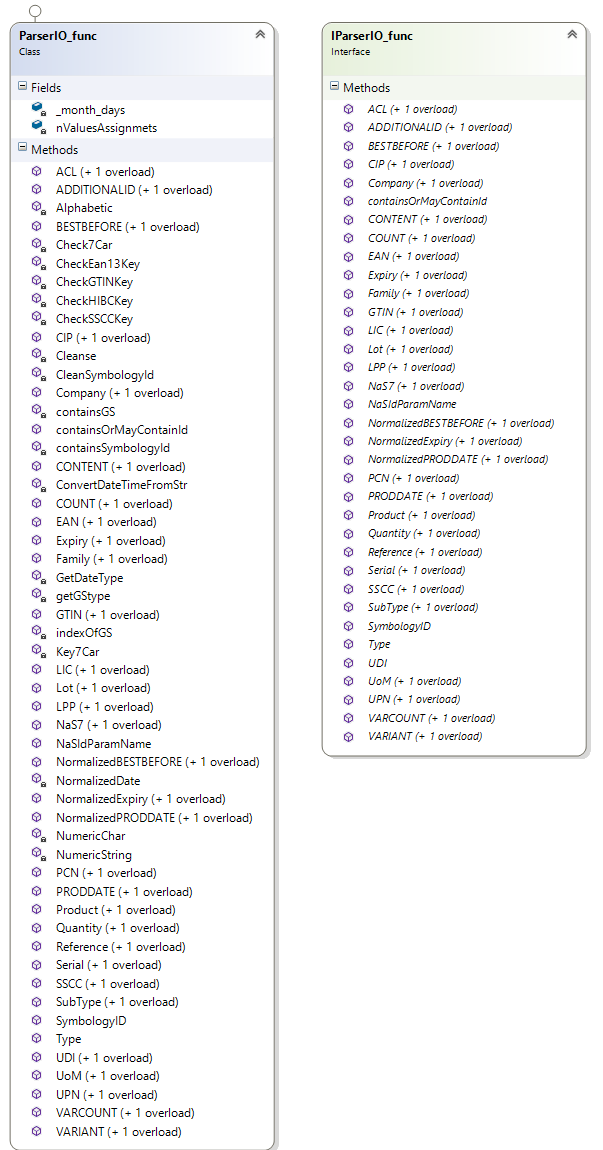 ParserIO_func
Class
Fields
_month_days
nValuesAssignmets
Methods
ACL (+ 1 overload)
ADDITIONALID (+ 1 overload)
Alphabetic
BESTBEFORE (+ 1 overload)
Check7Car
CheckEan13Key
CheckGTINKey
CheckHIBCKey
CheckSSCCKey
CIP (+ 1 overload)
Cleanse
CleanSymbologyId
Company (+ 1 overload)
containsGS
containsOrMayContainId
containsSymbologyId
CONTENT (+ 1 overload)
ConvertDateTimeFromStr
COUNT (+ 1 overload)
EAN (+ 1 overload)
Expiry (+ 1 overload)
Family (+ 1 overload)
GetDateType
getGStype
GTIN (+ 1 overload)
indexOfGS
Key7Car
LIC (+ 1 overload)
Lot (+ 1 overload)
LPP (+ 1 overload)
NaS7 (+ 1 overload)
NaSIdParamName
NormalizedBESTBEFORE (+ 1 overload)
NormalizedDate
NormalizedExpiry (+ 1 overload)
NormalizedPRODDATE (+ 1 overload)
NumericChar
NumericString
PCN (+ 1 overload)
PRODDATE (+ 1 overload)
Product (+ 1 overload)
Quantity (+ 1 overload)
Reference (+ 1 overload)
Serial (+ 1 overload)
SSCC (+ 1 overload)
SubType (+ 1 overload)
SymbologyID
Type
UDI (+ 1 overload)
UoM (+ 1 overload)
UPN (+ 1 overload)
VARCOUNT (+ 1 overload)
VARIANT (+ 1 overload)
IParserIO_func
Interface
Methods
ACL (+ 1 overload)
ADDITIONALID (+ 1 overload)
BESTBEFORE (+ 1 overload)
CIP (+ 1 overload)
Company (+ 1 overload)
containsOrMayContainId
CONTENT (+ 1 overload)
COUNT (+ 1 overload)
EAN (+ 1 overload)
Expiry (+ 1 overload)
Family (+ 1 overload)
GTIN (+ 1 overload)
LIC (+ 1 overload)
Lot (+ 1 overload)
LPP (+ 1 overload)
NaS7 (+ 1 overload)
NaSIdParamName
NormalizedBESTBEFORE (+ 1 overload)
NormalizedExpiry (+ 1 overload)
NormalizedPRODDATE (+ 1 overload)
PCN (+ 1 overload)
PRODDATE (+ 1 overload)
Product (+ 1 overload)
Quantity (+ 1 overload)
Reference (+ 1 overload)
Serial (+ 1 overload)
SSCC (+ 1 overload)
SubType (+ 1 overload)
SymbologyID
Type
UDI
UoM (+ 1 overload)
UPN (+ 1 overload)
VARCOUNT (+ 1 overload)
VARIANT (+ 1 overload)